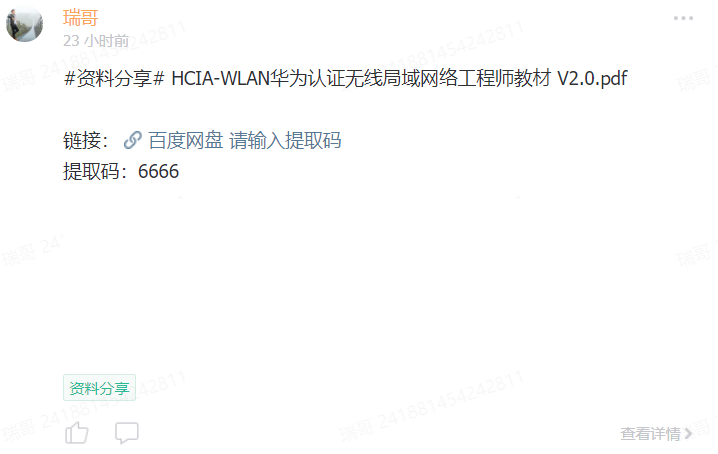 瑞哥
23 小时前
#资料分享# HCIA-WLAN华为认证无线局域网络工程师教材 V2.0.pdf
链接： 百度网盘 请输入提取码
提取码：6666
资料分享
查看详情
瑞哥 241881454242811
瑞哥 241881454242811